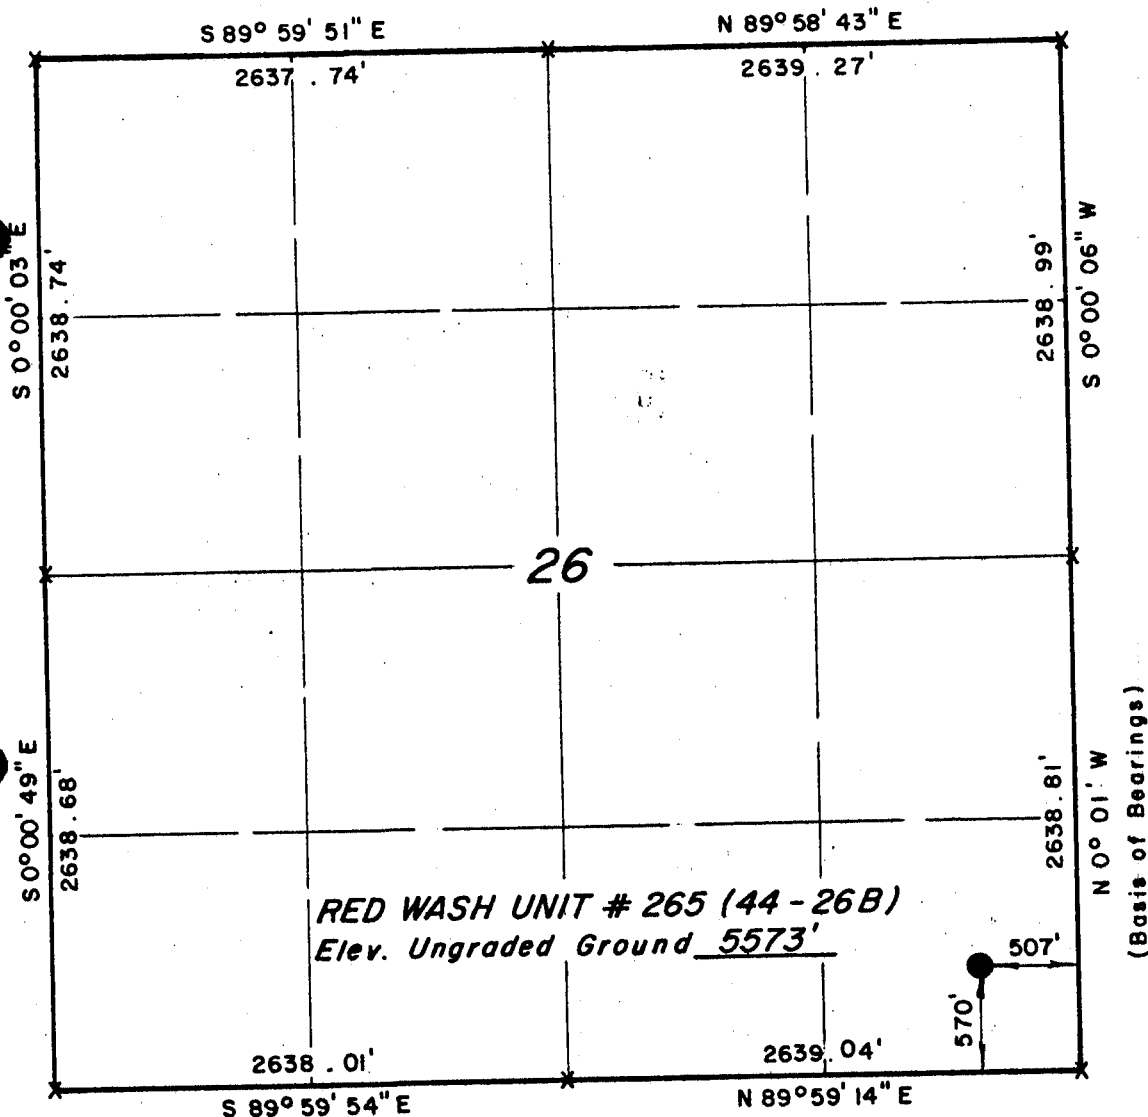 S 89° 59' 51" E
N 89° 58' 43" E
2637.74'
2639.27'
S 0° 00' 03" E
2638.74'
2638.99'
S 0° 00' 06" W
26
S 0° 00' 49" E
2638.68'
2638.81'
N 0° 01' W
(Basis of Bearings)
RED WASH UNIT # 265 (44-26B)
Elev. Ungraded Ground 5573'
507'
570'
2638.01'
2639.04'
S 89° 59' 54" E
N 89° 59' 14" E